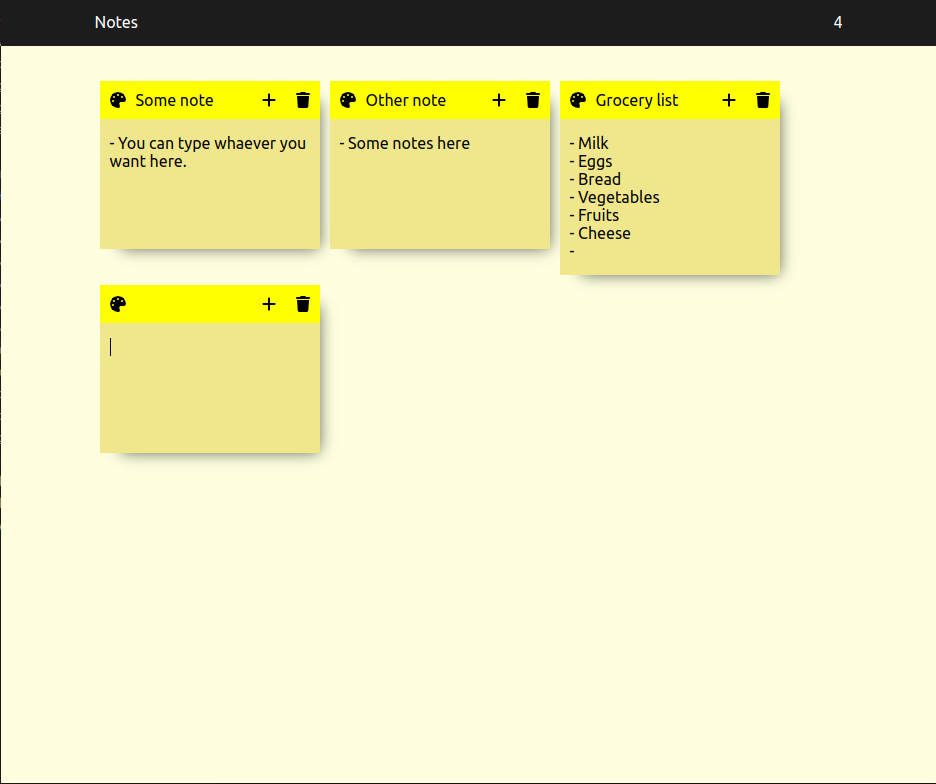 Notes 4
Some note
- You can type whaever you
want here.
Other note
- Some notes here
Grocery list
- Milk
- Eggs
- Bread
- Vegetables
- Fruits
- Cheese
-